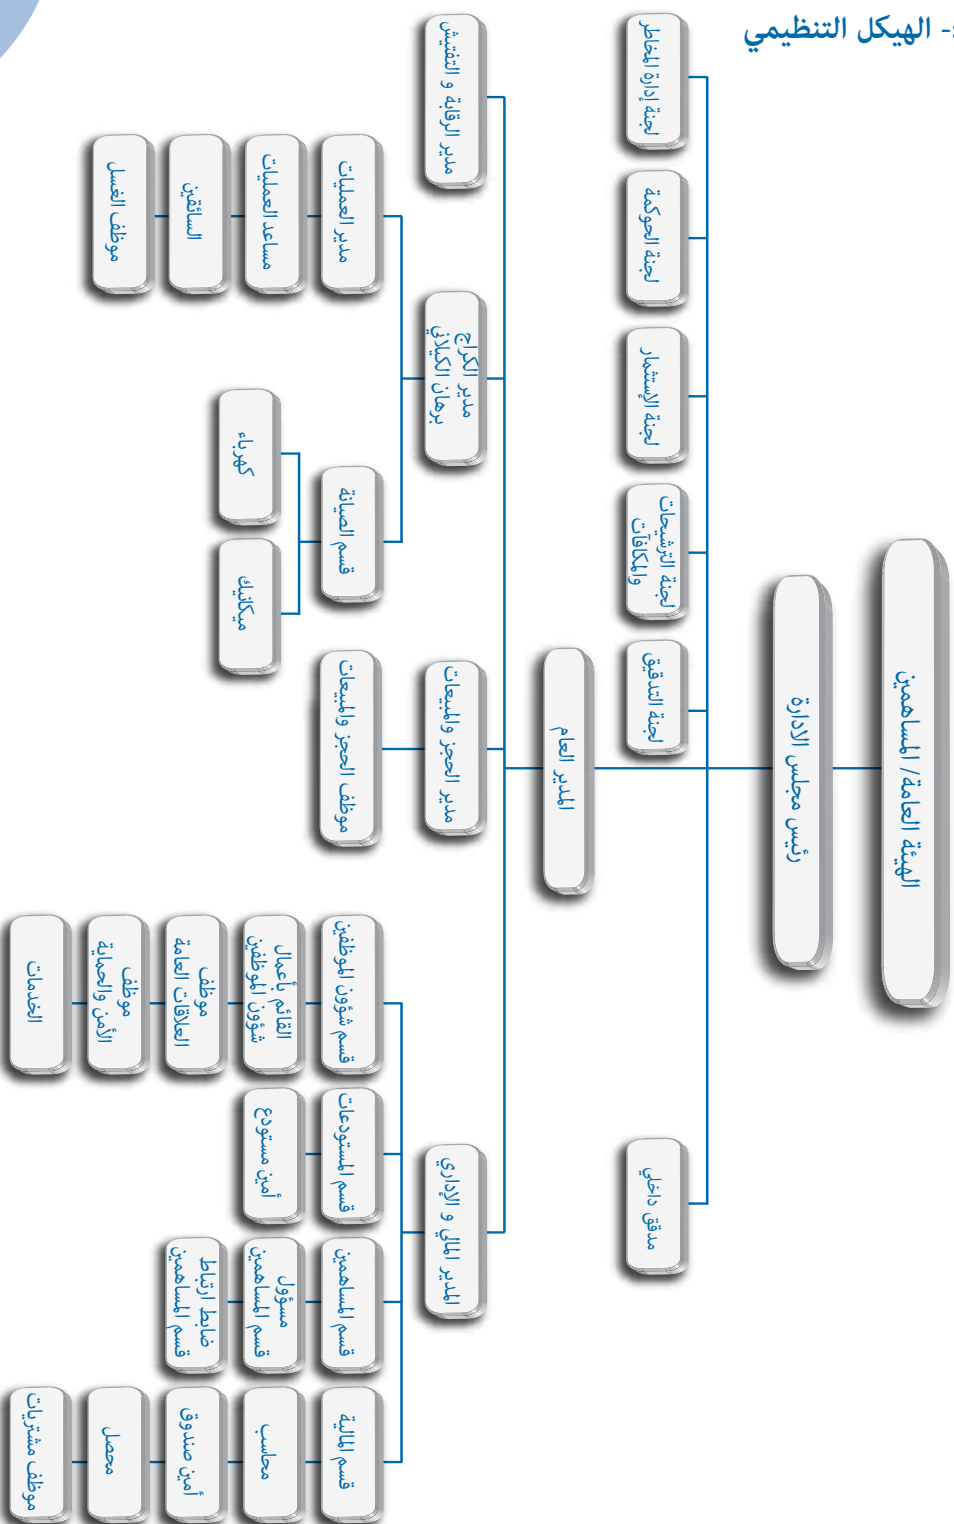 -: الهيكل التنظيمي
الهيئة العامة/ المساهمين
رئيس مجلس الادارة
لجنة إدارة المخاطر
لجنة الحوكمة
لجنة الإستثمار
لجنة الترشيحات
والمكافآت
لجنة التدقيق
مدقق داخلي
المدير العام
مدير الرقابة و التفتيش
مدير الكراج
برهان الكيلاني
مدير الحجز والمبيعات
المدير المالي و الإداري
مدير العمليات
مساعد العمليات
السائقين
موظف الغسل
قسم الصيانة
كهرباء
ميكانيك
موظف الحجز والمبيعات
قسم شؤون الموظفين
القائم بأعمال
شؤون الموظفين
موظف
العلاقات العامة
موظف
الأمن والحماية
الخدمات
قسم المستودعات
أمين مستودع
قسم المساهمين
مسؤول
قسم المساهمين
ضابط ارتباط
قسم المساهمين
قسم المالية
محاسب
أمين صندوق
محصل
موظف مشتريات